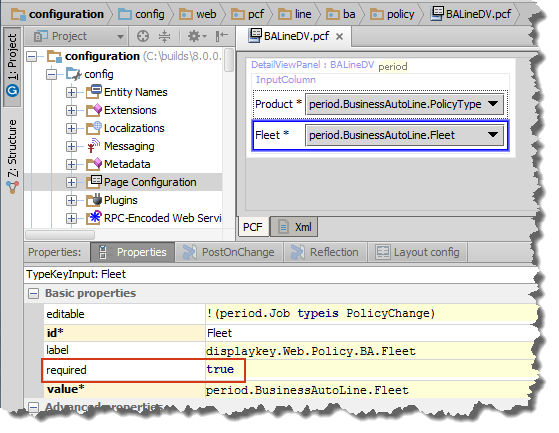 configuration config web pcf line ba policy BALineDV.pcf
1: Project
Z: Structure
Project
BALineDV.pcf
configuration (C:\builds\8.0.0.
config
Entity Names
Extensions
Localizations
Messaging
Metadata
Page Configuration
Plugins
RPC-Encoded Web Servi
DetailViewPanel : BALineDV period
InputColumn
Product * period.BusinessAutoLine.PolicyType
Fleet * period.BusinessAutoLine.Fleet
PCF Xml
Properties: Properties PostOnChange Reflection Layout config
TypeKeyInput: Fleet
Basic properties
editable !(period.Job typeis PolicyChange)
id* Fleet
label displaykey.Web.Policy.BA.Fleet
required true
value* period.BusinessAutoLine.Fleet
Advanced properties